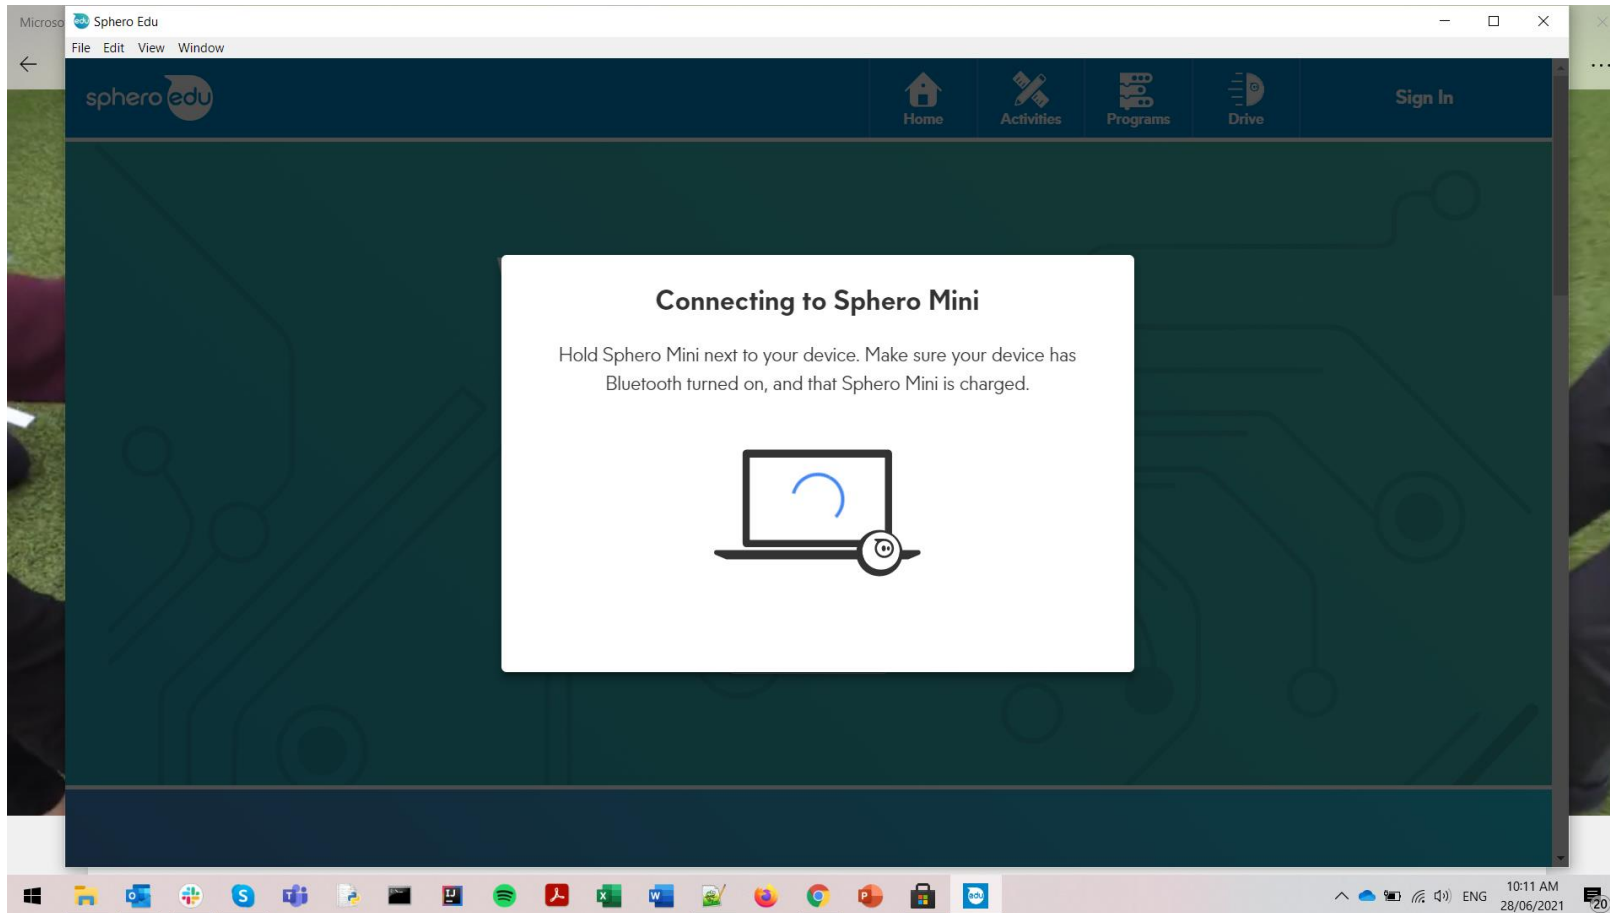 Microso
Sphero Edu
File Edit View Window
sphero edu
Home
Activities
Programs
Drive
Sign In
Connecting to Sphero Mini
Hold Sphero Mini next to your device. Make sure your device has
Bluetooth turned on, and that Sphero Mini is charged.
ENG
10:11 AM
28/06/2021
20